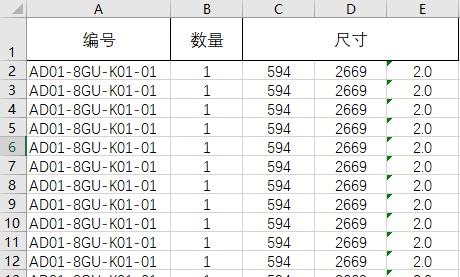 A B C D E
1 编号 数量 尺寸
2 AD01-8GU-K01-01 1 594 2669 2.0
3 AD01-8GU-K01-01 1 594 2669 2.0
4 AD01-8GU-K01-01 1 594 2669 2.0
5 AD01-8GU-K01-01 1 594 2669 2.0
6 AD01-8GU-K01-01 1 594 2669 2.0
7 AD01-8GU-K01-01 1 594 2669 2.0
8 AD01-8GU-K01-01 1 594 2669 2.0
9 AD01-8GU-K01-01 1 594 2669 2.0
10 AD01-8GU-K01-01 1 594 2669 2.0
11 AD01-8GU-K01-01 1 594 2669 2.0
12 AD01-8GU-K01-01 1 594 2669 2.0